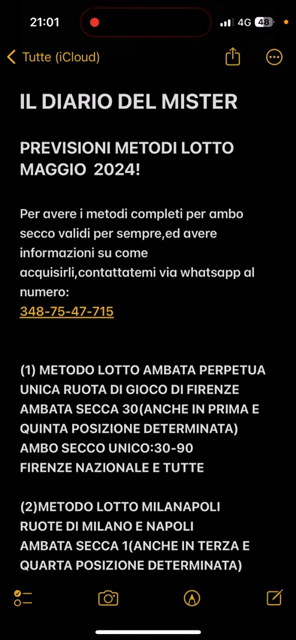 21:01
4G 48
Tutte (iCloud)
IL DIARIO DEL MISTER
PREVISIONI METODI LOTTO
MAGGIO 2024!
Per avere i metodi completi per ambo
secco validi per sempre,ed avere
informazioni su come
acquisirli,contattatemi via whatsapp al
numero:
348-75-47-715
(1) METODO LOTTO AMBATA PERPETUA
UNICA RUOTA DI GIOCO DI FIRENZE
AMBATA SECCA 30(ANCHE IN PRIMA E
QUINTA POSIZIONE DETERMINATA)
AMBO SECCO UNICO:30-90
FIRENZE NAZIONALE E TUTTE
(2)METODO LOTTO MILANAPOLI
RUOTE DI MILANO E NAPOLI
AMBATA SECCA 1(ANCHE IN TERZA E
QUARTA POSIZIONE DETERMINATA)